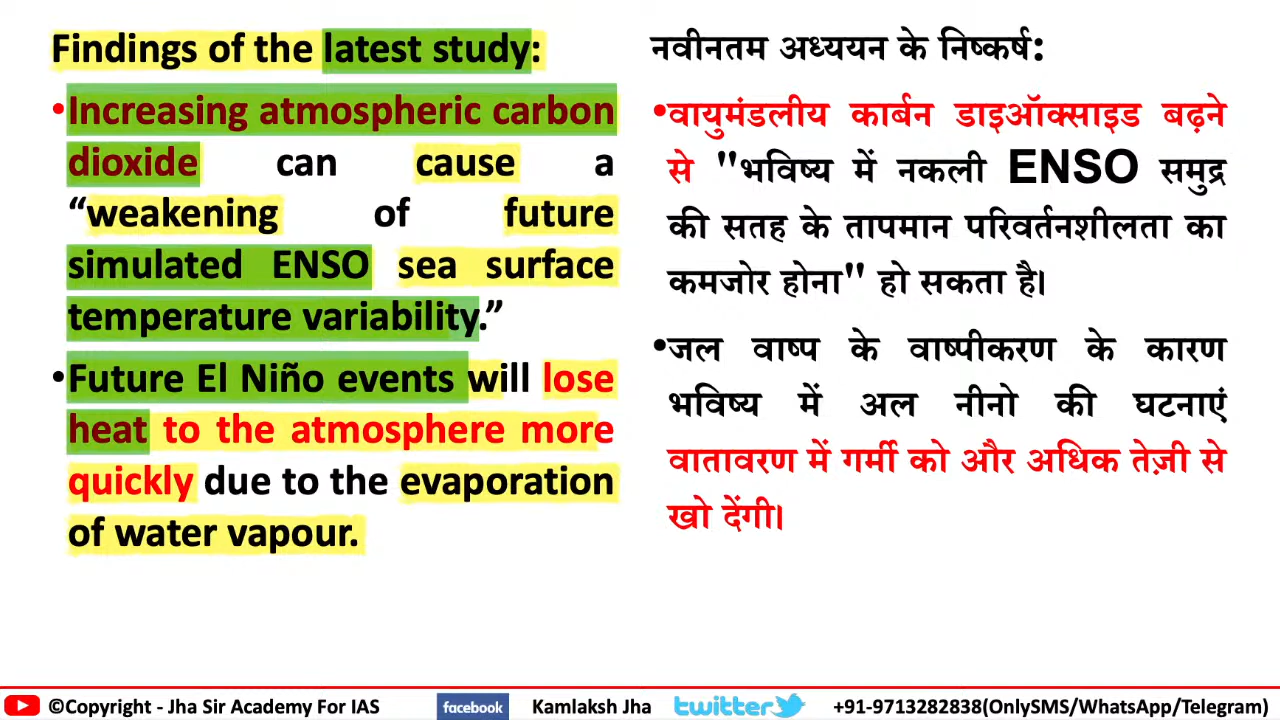 Findings of the latest study:
•Increasing atmospheric carbon
dioxide can cause a
“weakening of future
simulated ENSO sea surface
temperature variability.”
•Future El Niño events will lose
heat to the atmosphere more
quickly due to the evaporation
of water vapour.
नवीनतम अध्ययन के निष्कर्ष:
•वायुमंडलीय कार्बन डाइऑक्साइड बढ़ने
से "भविष्य में नकली ENSO समुद्र
की सतह के तापमान परिवर्तनशीलता का
कमजोर होना" हो सकता है।
•जल वाष्प के वाष्पीकरण के कारण
भविष्य में अल नीनो की घटनाएं
वातावरण में गर्मी को और अधिक तेज़ी से
खो देंगी।
©Copyright - Jha Sir Academy For IAS facebook Kamlaksh Jha twitter +91-9713282838(OnlySMS/WhatsApp/Telegram)